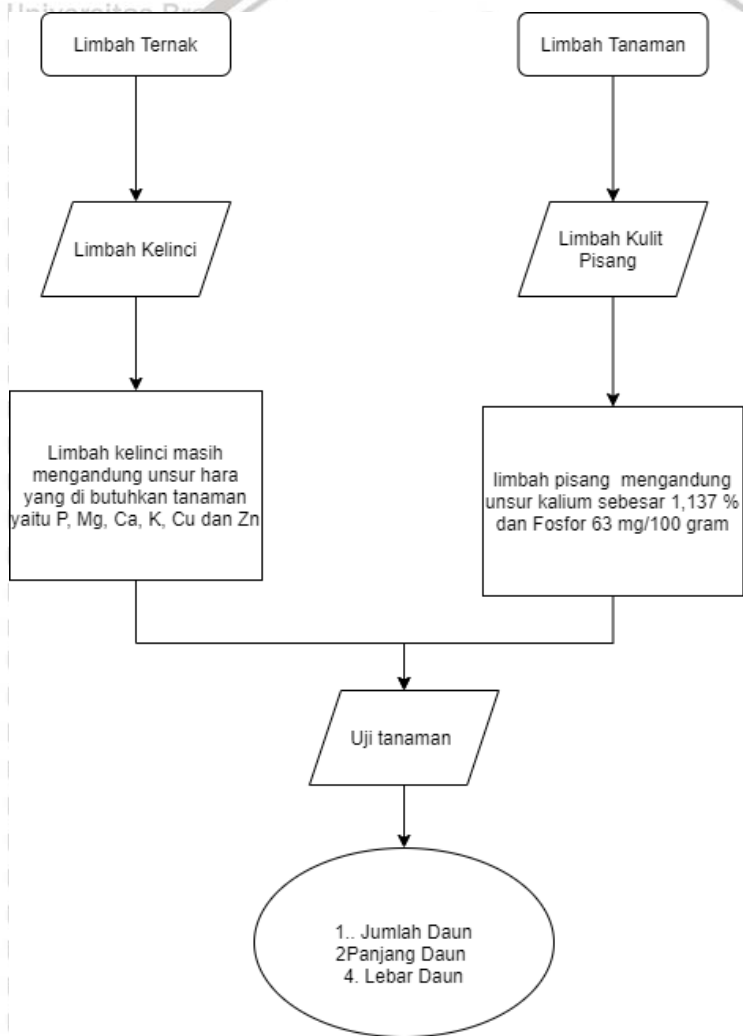 Limbah Ternak
Limbah Tanaman
Limbah Kelinci
Limbah Kulit
Pisang
Limbah kelinci masih
mengandung unsur hara
yang di butuhkan tanaman
yaitu P, Mg, Ca, K, Cu dan Zn
limbah pisang mengandung
unsur kalium sebesar 1,137 %
dan Fosfor 63 mg/100 gram
Uji tanaman
1.. Jumlah Daun
2Panjang Daun
4. Lebar Daun